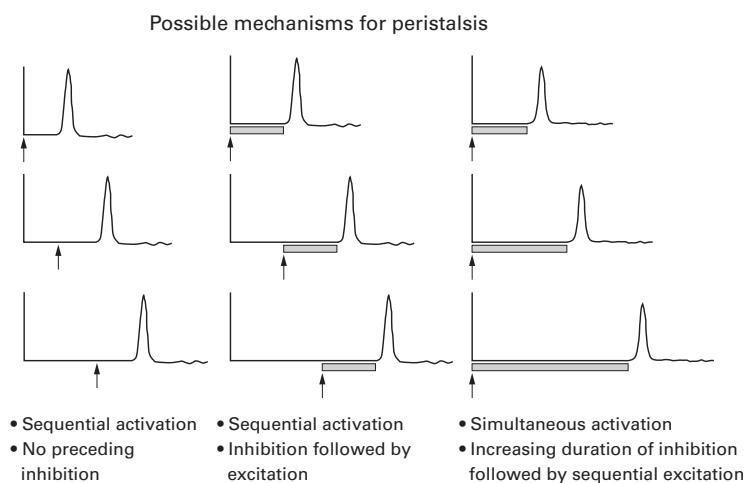 Possible mechanisms for peristalsis
• Sequential activation
• No preceding
inhibition
• Sequential activation
• Inhibition followed by
excitation
• Simultaneous activation
• Increasing duration of inhibition
followed by sequential excitation